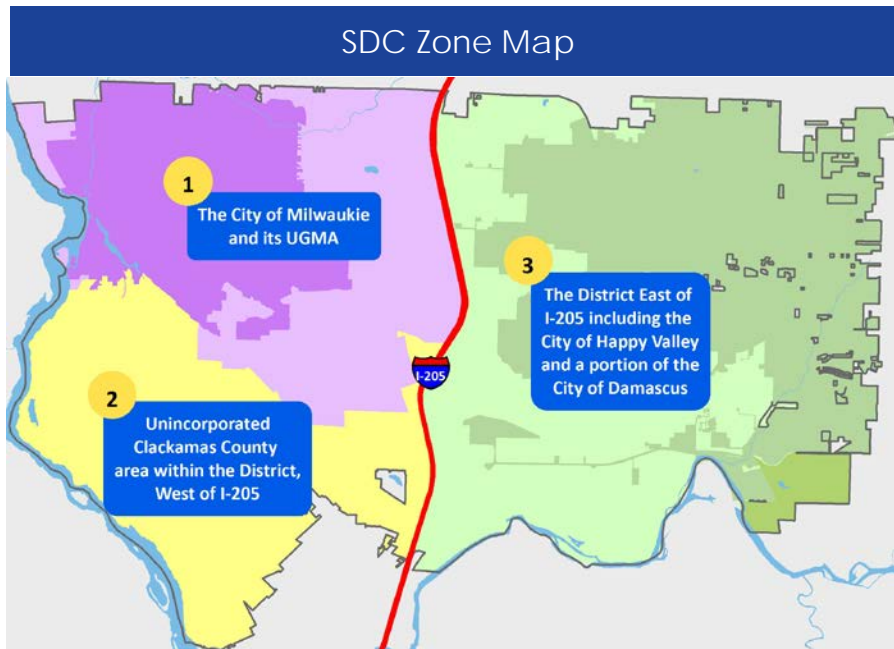 SDC Zone Map
1
The City of Milwaukie
and its UGMA
3
The District East of
I-205 including the
City of Happy Valley
and a portion of the
City of Damascus
I-205
2
Unincorporated
Clackamas County
area within the District,
West of I-205